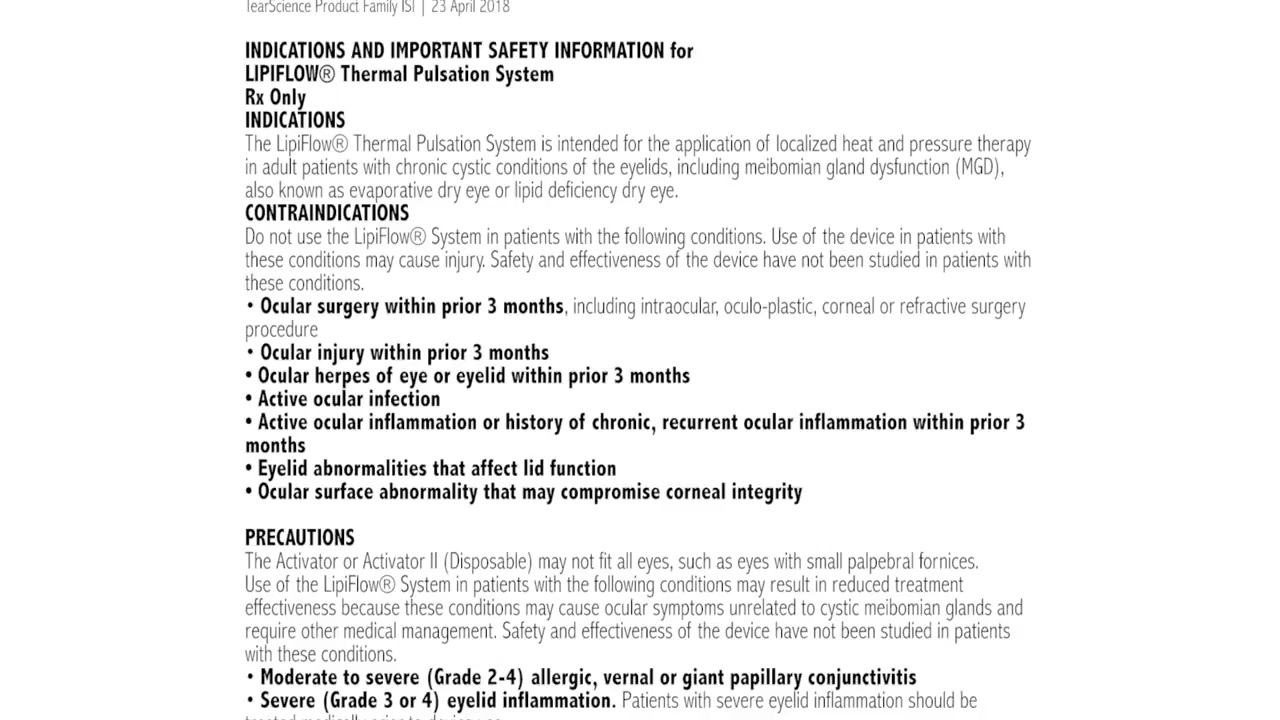 TearScience Product Family ISI | 23 April 2018
INDICATIONS AND IMPORTANT SAFETY INFORMATION for
LIPIFLOW® Thermal Pulsation System
Rx Only
INDICATIONS
The LipiFlow® Thermal Pulsation System is intended for the application of localized heat and pressure therapy
in adult patients with chronic cystic conditions of the eyelids, including meibomian gland dysfunction (MGD),
also known as evaporative dry eye or lipid deficiency dry eye.
CONTRAINDICATIONS
Do not use the LipiFlow® System in patients with the following conditions. Use of the device in patients with
these conditions may cause injury. Safety and effectiveness of the device have not been studied in patients with
these conditions.
• Ocular surgery within prior 3 months, including intraocular, oculo-plastic, corneal or refractive surgery
procedure
• Ocular injury within prior 3 months
• Ocular herpes of eye or eyelid within prior 3 months
• Active ocular infection
• Active ocular inflammation or history of chronic, recurrent ocular inflammation within prior 3
months
• Eyelid abnormalities that affect lid function
• Ocular surface abnormality that may compromise corneal integrity
PRECAUTIONS
The Activator or Activator II (Disposable) may not fit all eyes, such as eyes with small palpebral fornices.
Use of the LipiFlow® System in patients with the following conditions may result in reduced treatment
effectiveness because these conditions may cause ocular symptoms unrelated to cystic meibomian glands and
require other medical management. Safety and effectiveness of the device have not been studied in patients
with these conditions.
• Moderate to severe (Grade 2-4) allergic, vernal or giant papillary conjunctivitis
• Severe (Grade 3 or 4) eyelid inflammation. Patients with severe eyelid inflammation should be